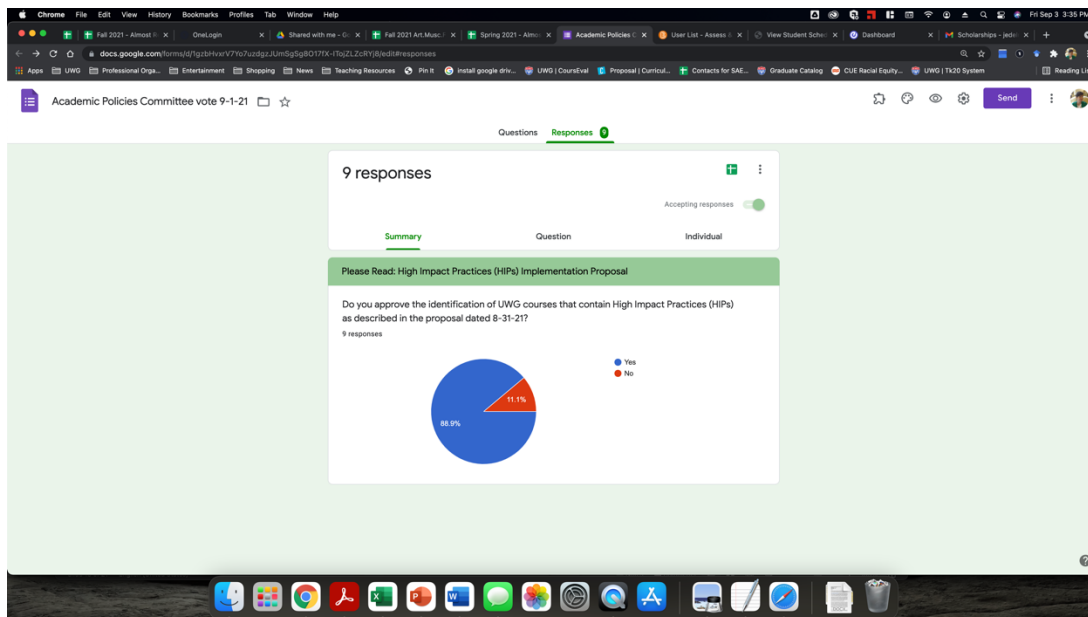 Chrome File Edit View History Bookmarks Profiles Tab Window Help
Fri Sep 3 3:35 PM
Fall 2021 - Almost
OneLogin
Shared with me - Go
Fall 2021 Art.Musc.
Spring 2021 - Almo
Academic Policies C
User List - Assess
View Student Sched
Dashboard
Scholarships - jede
docs.google.com/forms/d/
Apps UWG Professional Orga... Entertainment Shopping News Teaching Resources Pin It install google driv... UWG | CoursEval Proposal | Curricul... Contacts for SAE... Graduate Catalog CUE Racial Equity... UWG | Tk20 System Reading Li
Academic Policies Committee vote 9-1-21
Send
Questions Responses 9
9 responses
Accepting responses
Summary Question Individual
Please Read: High Impact Practices (HIPs) Implementation Proposal
Do you approve the identification of UWG courses that contain High Impact Practices (HIPs)
as described in the proposal dated 8-31-21?
9 responses
Yes
No
11.1%
88.9%